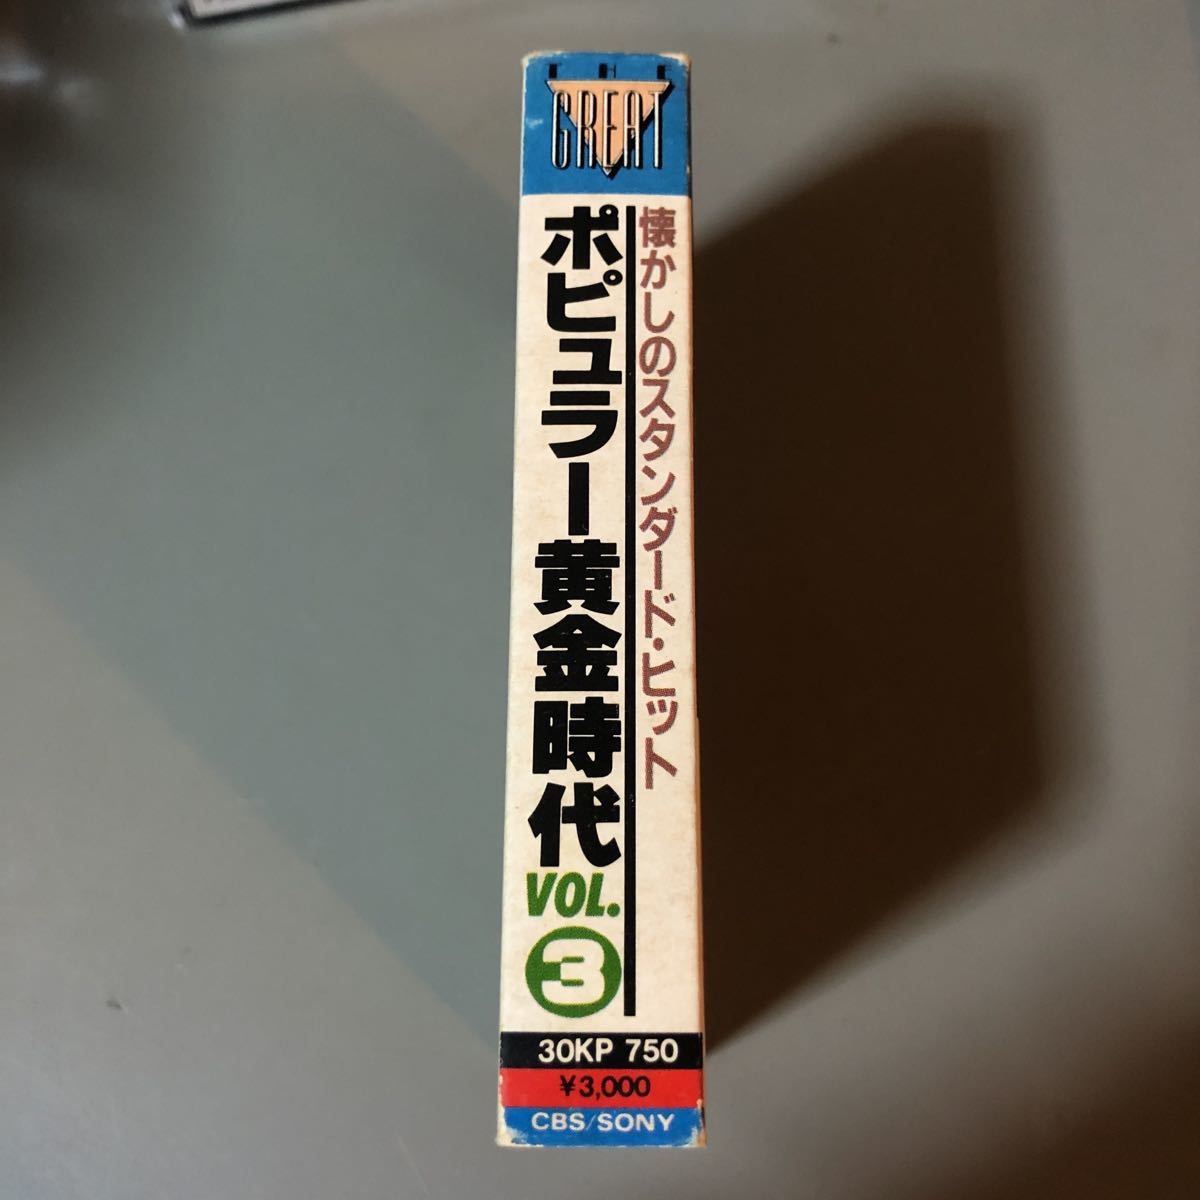 THE
GREAT
懐かしのスタンダード・ヒット
ポピュラー黄金時代
VOL.
3
30KP 750
¥3,000
CBS/SONY